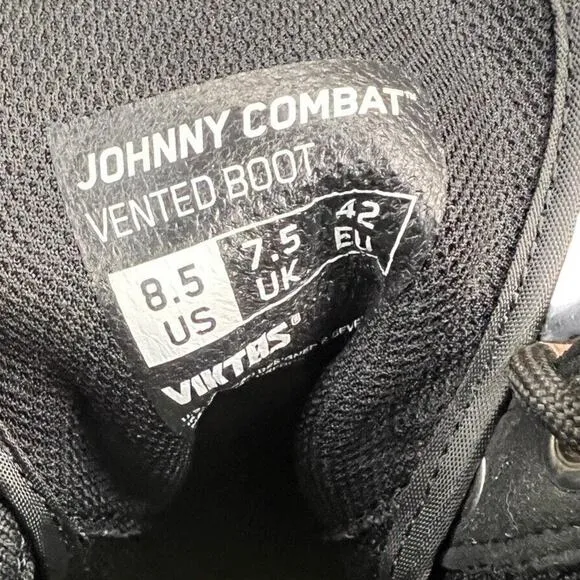 JOHNNY COMBAT™
VENTED BOOT
8.5 7.5 42
US UK EU
VIKTOS®